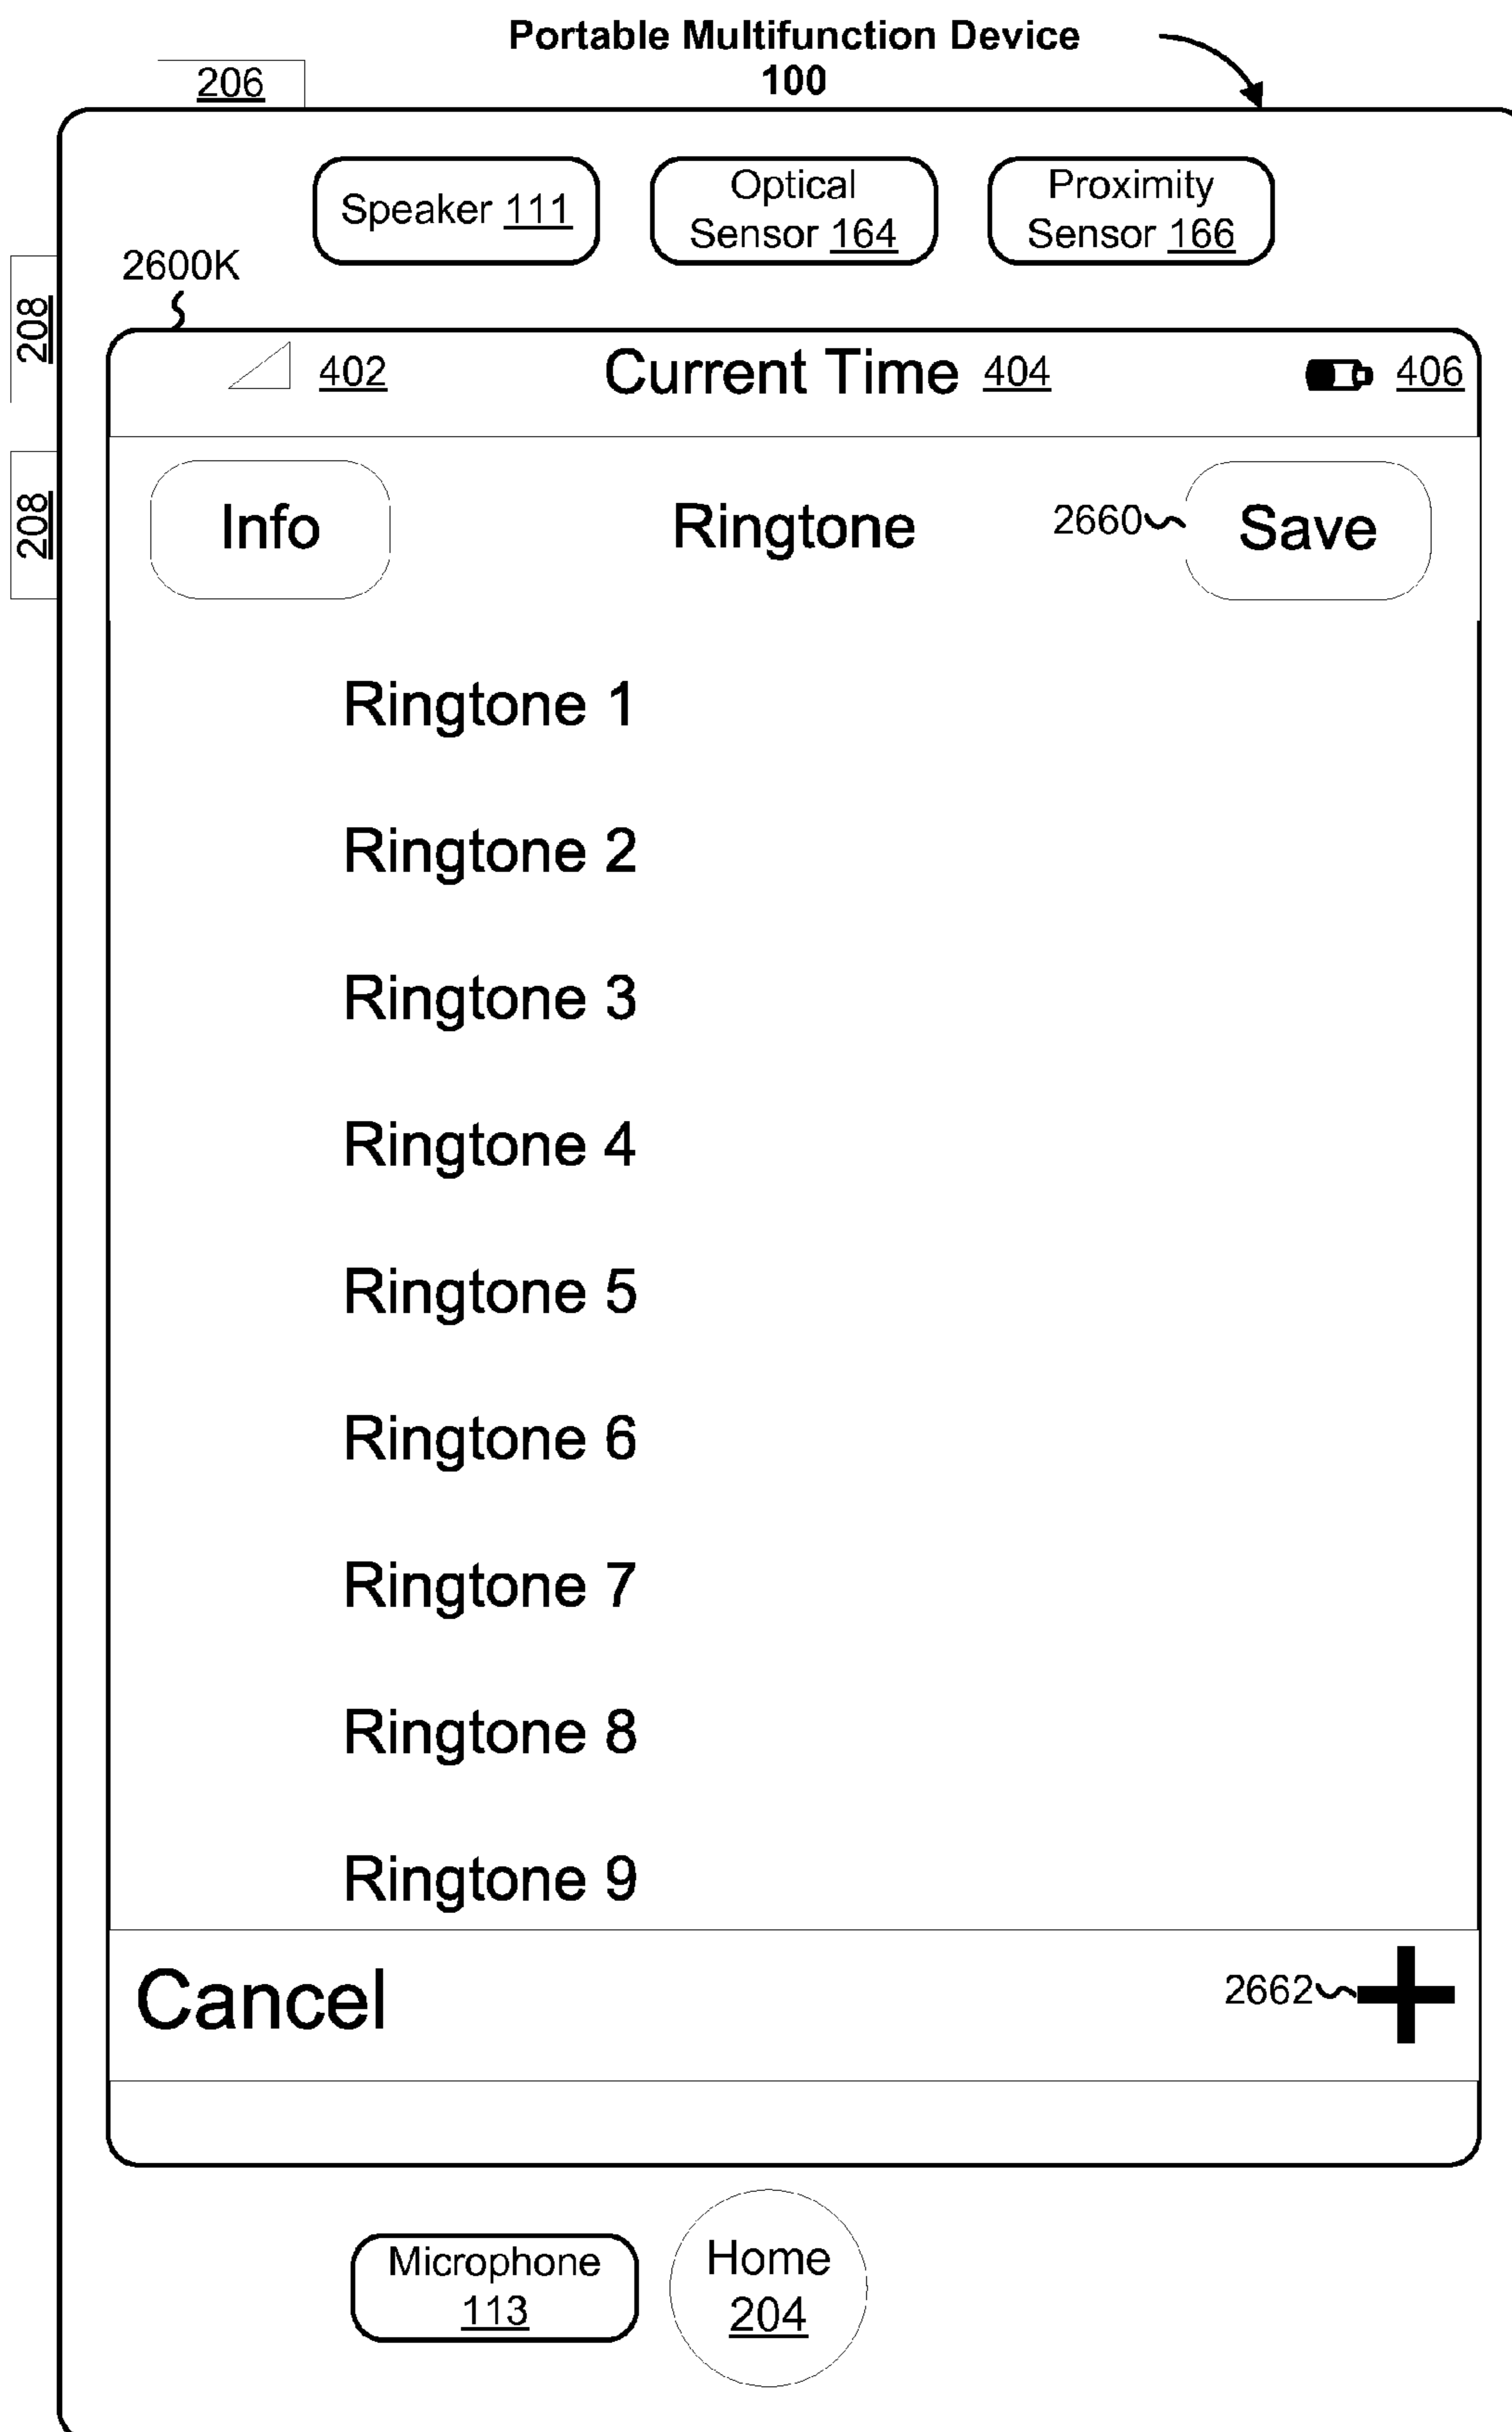 Portable Multifunction Device
100
206
Speaker 111
Optical
Sensor 164
Proximity
Sensor 166
2600K
208
402
Current Time 404
406
208
Info
Ringtone
2660
Save
Ringtone 1
Ringtone 2
Ringtone 3
Ringtone 4
Ringtone 5
Ringtone 6
Ringtone 7
Ringtone 8
Ringtone 9
Cancel
2662
Microphone
113
Home
204